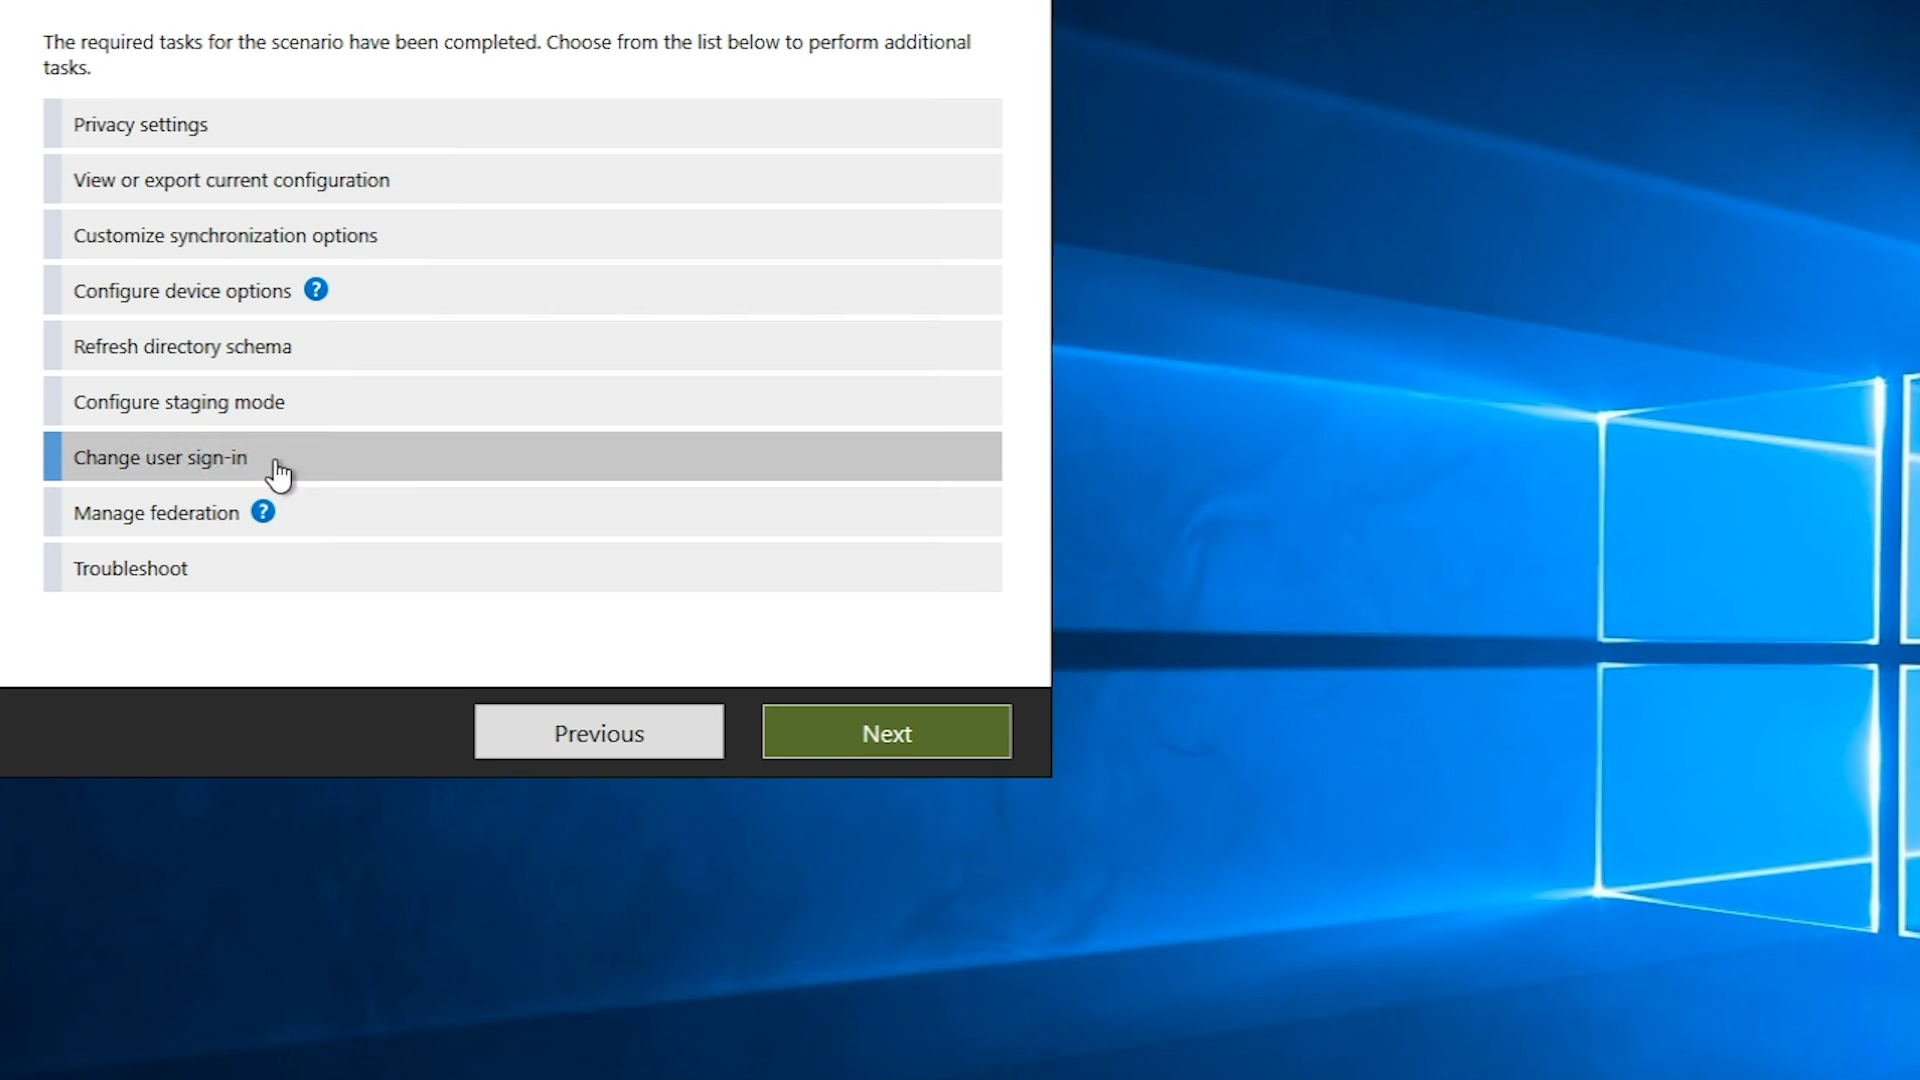 The required tasks for the scenario have been completed. Choose from the list below to perform additional
tasks.
Privacy settings
View or export current configuration
Customize synchronization options
Configure device options ?
Refresh directory schema
Configure staging mode
Change user sign-in
Manage federation ?
Troubleshoot
Previous
Next